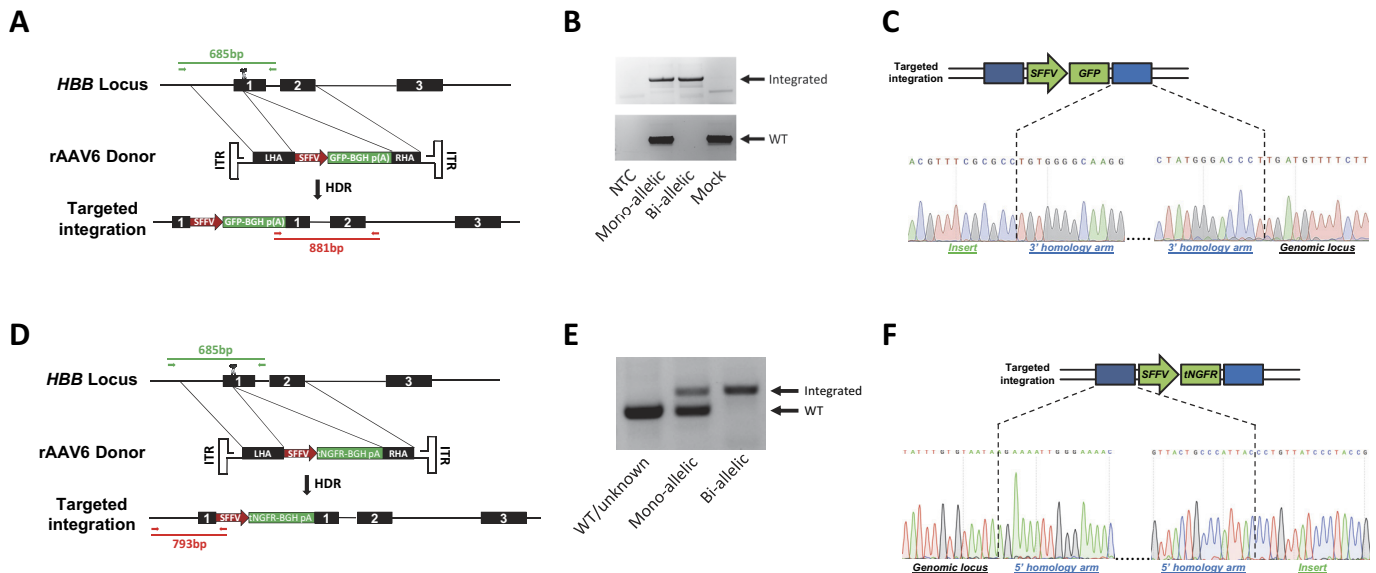 A
685bp
HBB Locus
1
2
3
rAAV6 Donor
ITR
LHA
SFFV
GFP-BGH p(A)
RHA
ITR
HDR
Targeted
integration
1
SFFV
GFP-BGH p(A)
1
2
3
881bp
B
Integrated
WT
NTC
Mono-allelic
Bi-allelic
Mock
C
Targeted
integration
SFFV
GFP
ACGTTTCGCGCCTGTGGGGCAAGG
CTATGGGACCCTTGATGTTTTCTT
Insert
3' homology arm
3' homology arm
Genomic locus
D
685bp
HBB Locus
1
2
3
rAAV6 Donor
ITR
LHA
SFFV
tNGFR-BGH pA
RHA
ITR
HDR
Targeted
integration
1
SFFV
tNGFR-BGH pA
1
2
3
793bp
E
Integrated
WT
WT/unknown
Mono-allelic
Bi-allelic
F
Targeted
integration
SFFV
tNGFR
TATTTGTGTAATAAGAAAATTGGGAAAAC
GTTACTGCCCATTACCCTGTTATCCCTACCG
Genomic locus
5' homology arm
5' homology arm
Insert